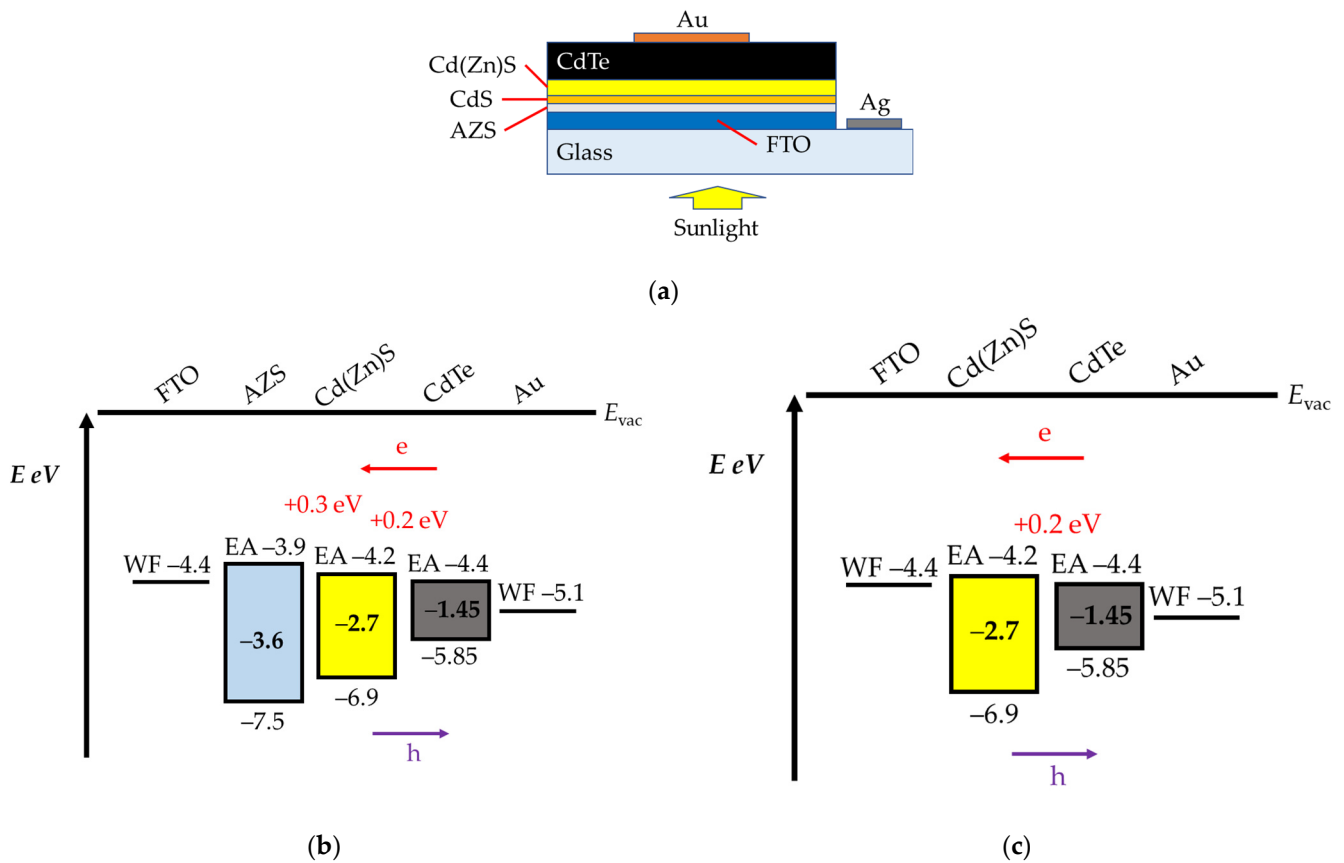 Au
CdTe
Cd(Zn)S
CdS
AZS
Ag
FTO
Glass
Sunlight
(a)
FTO
AZS
Cd(Zn)S
CdTe
Au
Evac
E eV
e
+0.3 eV
+0.2 eV
WF –4.4
EA –3.9
EA –4.2
EA –4.4
WF –5.1
–3.6
–2.7
–1.45
–5.85
–6.9
–7.5
h
(b)
FTO
Cd(Zn)S
CdTe
Au
Evac
E eV
e
+0.2 eV
WF –4.4
EA –4.2
EA –4.4
WF –5.1
–2.7
–1.45
–5.85
–6.9
h
(c)